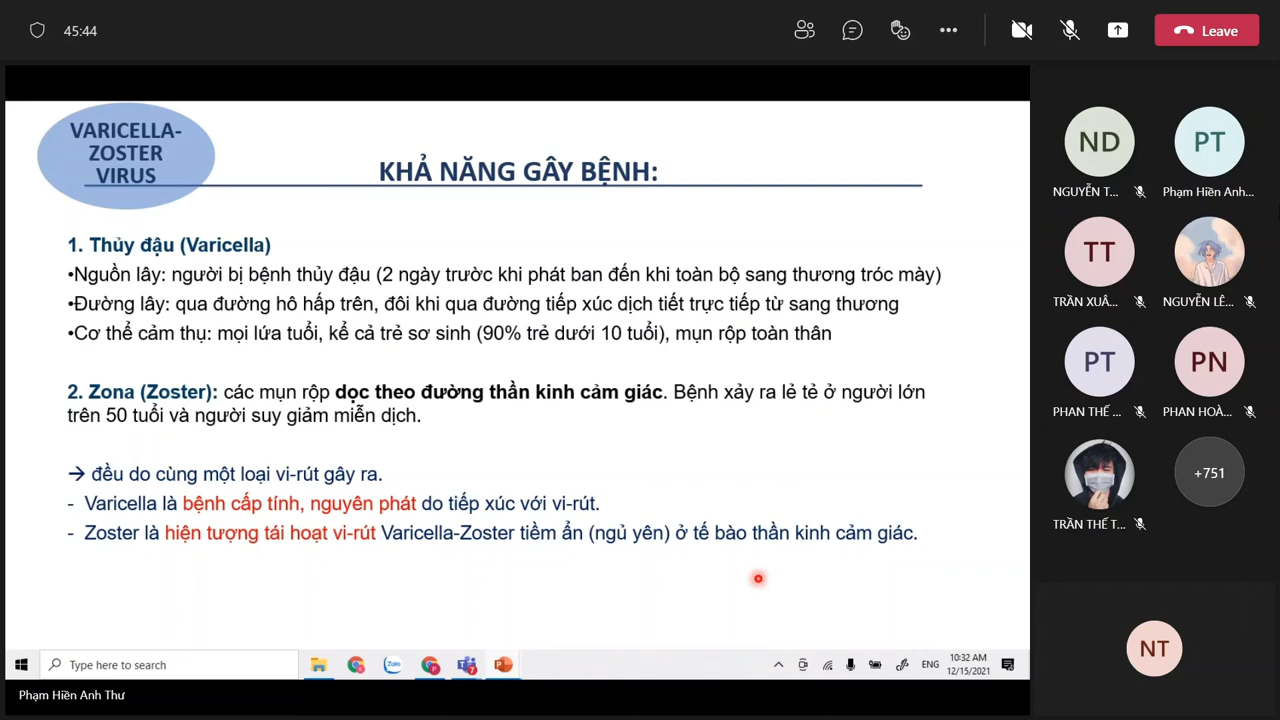 45:44
Leave
VARICELLA-
ZOSTER
VIRUS
KHẢ NĂNG GÂY BỆNH:
1. Thủy đậu (Varicella)
•Nguồn lây: người bị bệnh thủy đậu (2 ngày trước khi phát ban đến khi toàn bộ sang thương tróc mày)
•Đường lây: qua đường hô hấp trên, đôi khi qua đường tiếp xúc dịch tiết trực tiếp từ sang thương
•Cơ thể cảm thụ: mọi lứa tuổi, kể cả trẻ sơ sinh (90% trẻ dưới 10 tuổi), mụn rộp toàn thân
2. Zona (Zoster): các mụn rộp dọc theo đường thần kinh cảm giác. Bệnh xảy ra lẻ tẻ ở người lớn
trên 50 tuổi và người suy giảm miễn dịch.
→ đều do cùng một loại vi-rút gây ra.
- Varicella là bệnh cấp tính, nguyên phát do tiếp xúc với vi-rút.
- Zoster là hiện tượng tái hoạt vi-rút Varicella-Zoster tiềm ẩn (ngủ yên) ở tế bào thần kinh cảm giác.
Type here to search
Zalo
ENG
10:32 AM
12/15/2021
Phạm Hiền Anh Thư
ND
PT
NGUYỄN T...
Phạm Hiền Anh...
TT
TRẦN XUÂ...
NGUYỄN LÊ...
PT
PN
PHAN THẾ ...
PHAN HOÀ...
+751
TRẦN THẾ T...
NT